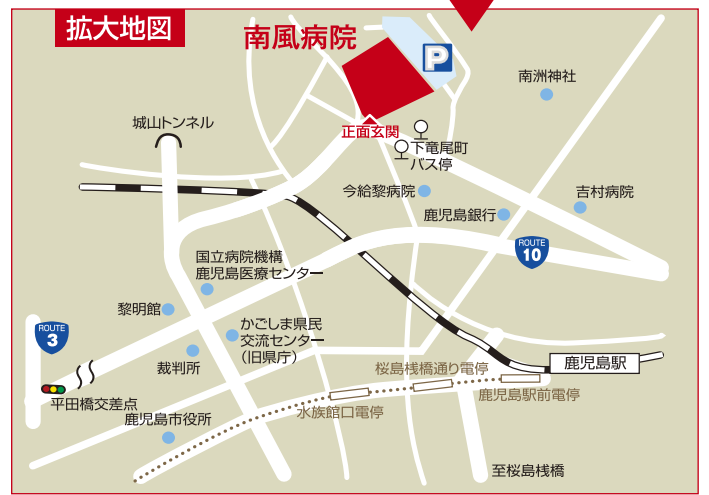 拡大地図
南風病院
P
南洲神社
城山トンネル
正面玄関
下竜尾町
バス停
今給黎病院
吉村病院
鹿児島銀行
ROUTE
10
国立病院機構
鹿児島医療センター
黎明館
かごしま県民
交流センター
（旧県庁）
ROUTE
3
裁判所
鹿児島駅
桜島桟橋通り電停
平田橋交差点
鹿児島駅前電停
水族館口電停
鹿児島市役所
至桜島桟橋